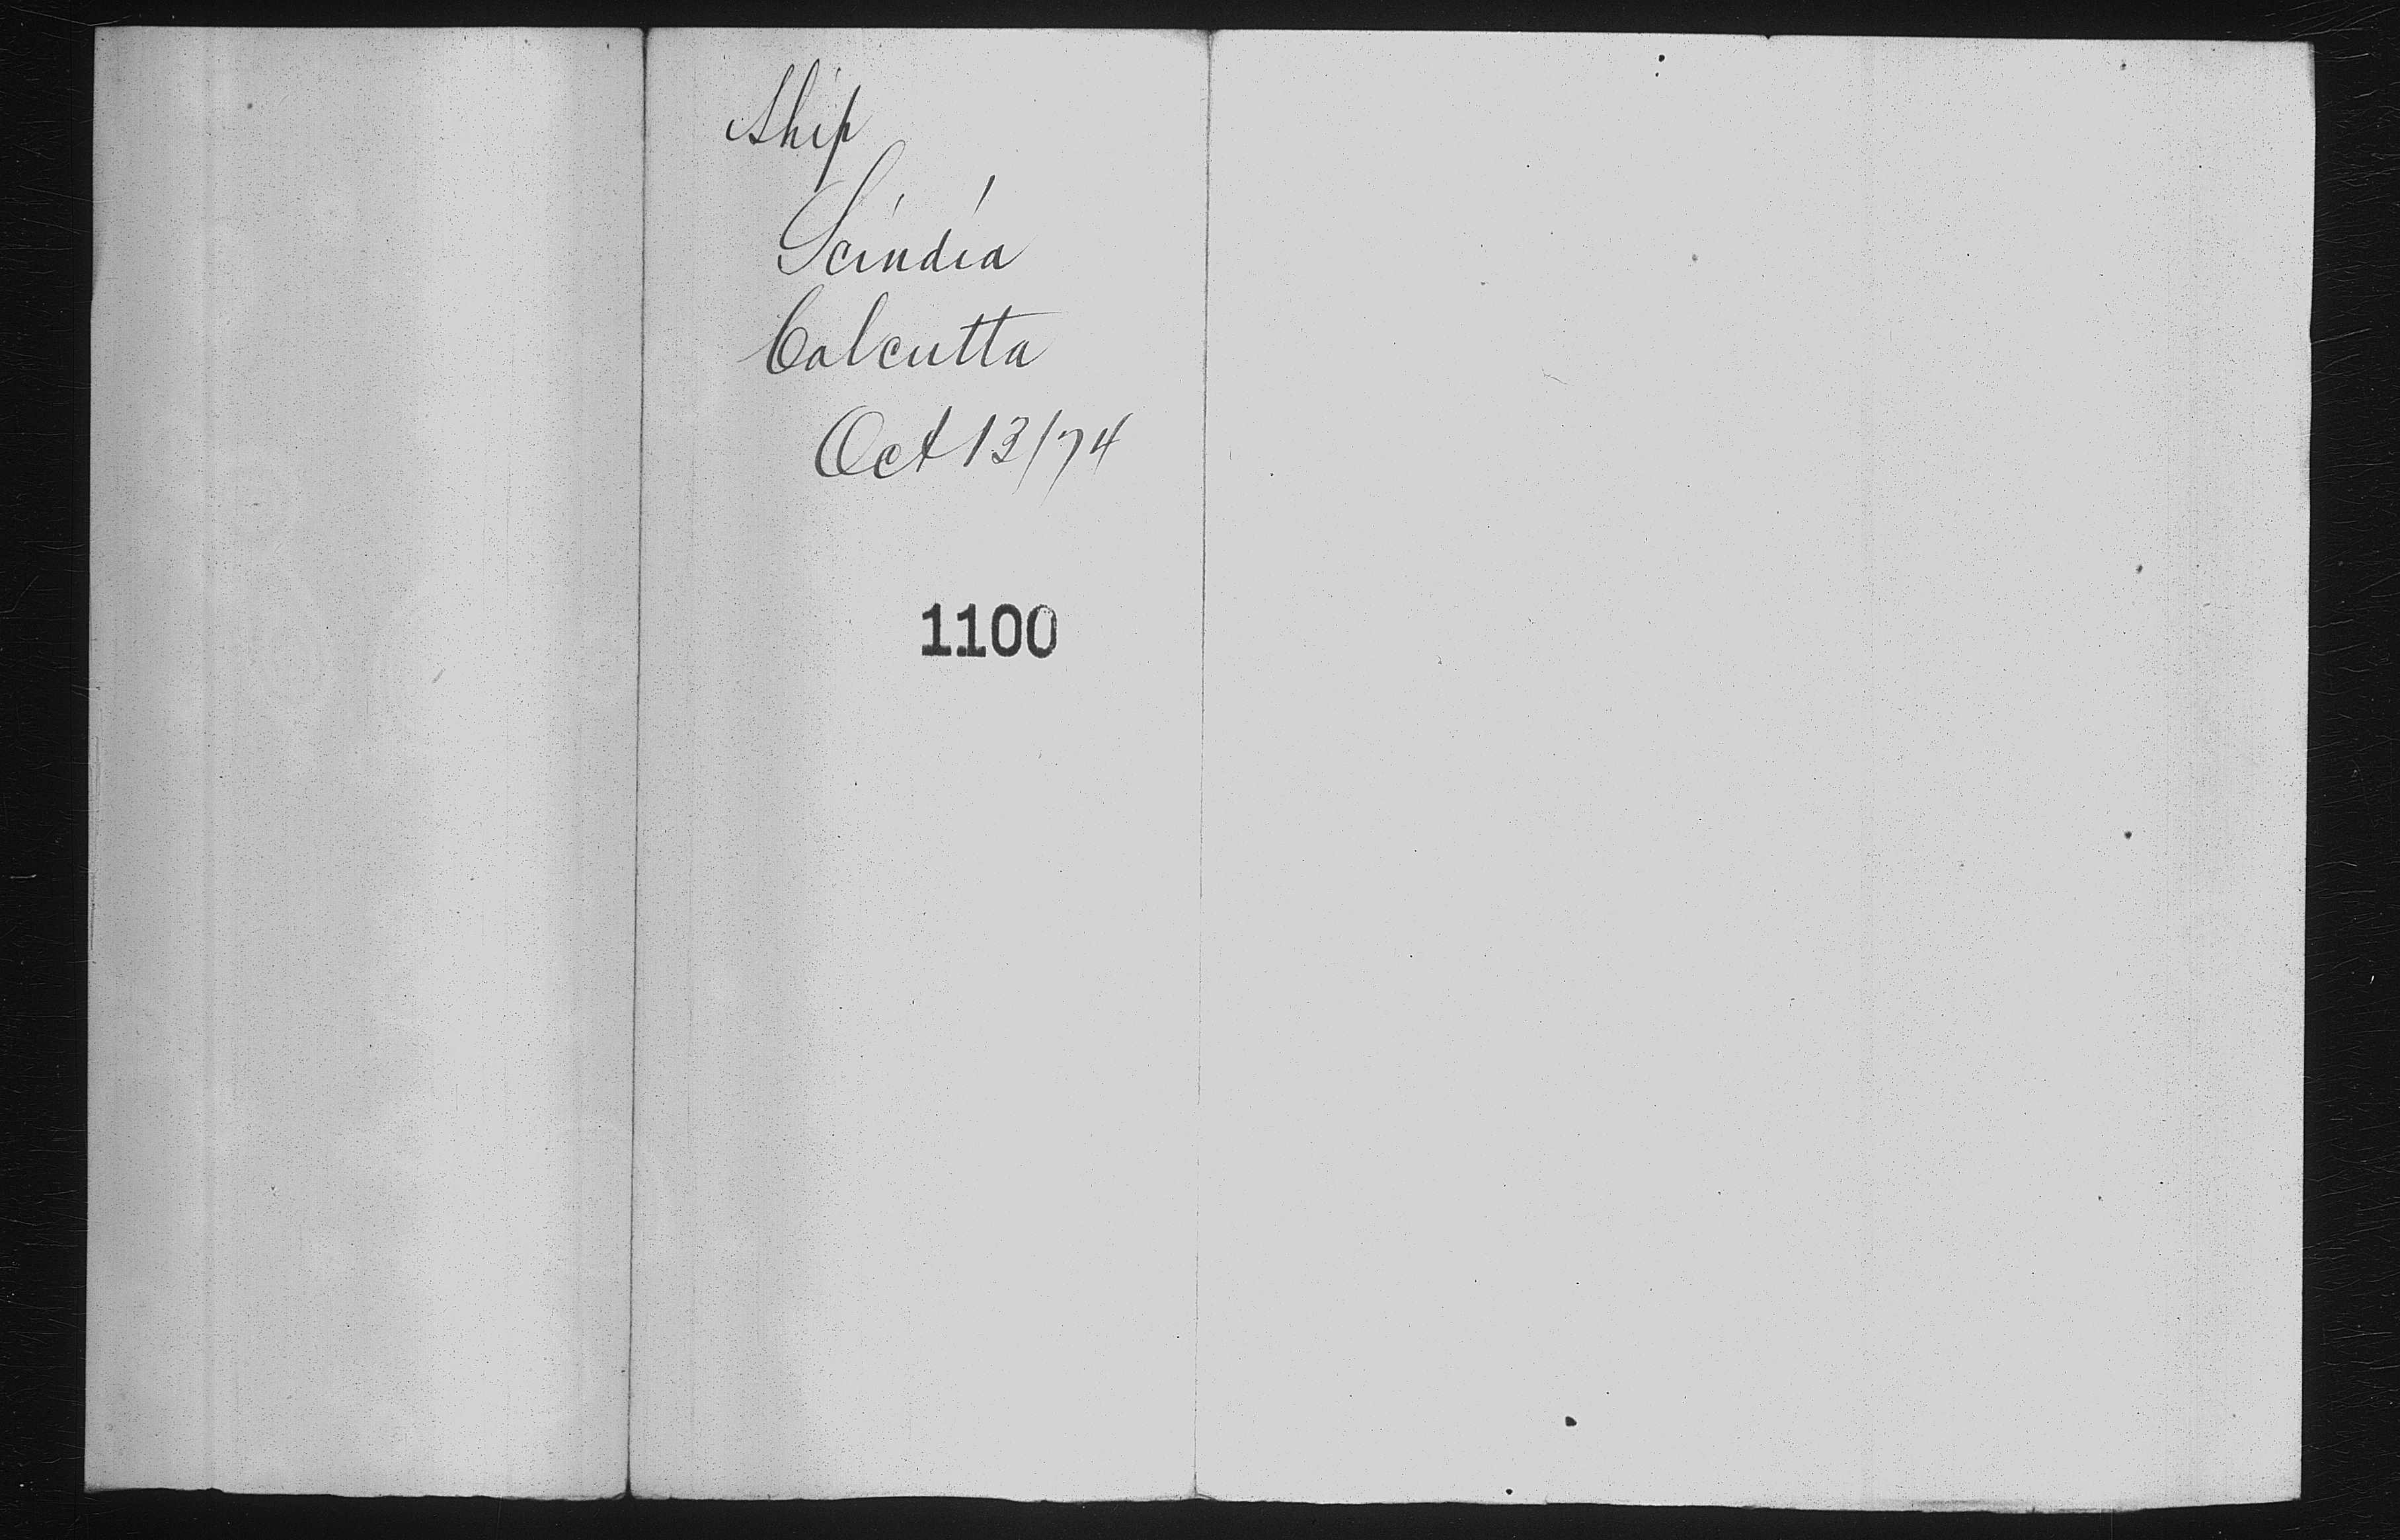 Ship
Scindia
Calcutta
Oct 13/74
1100